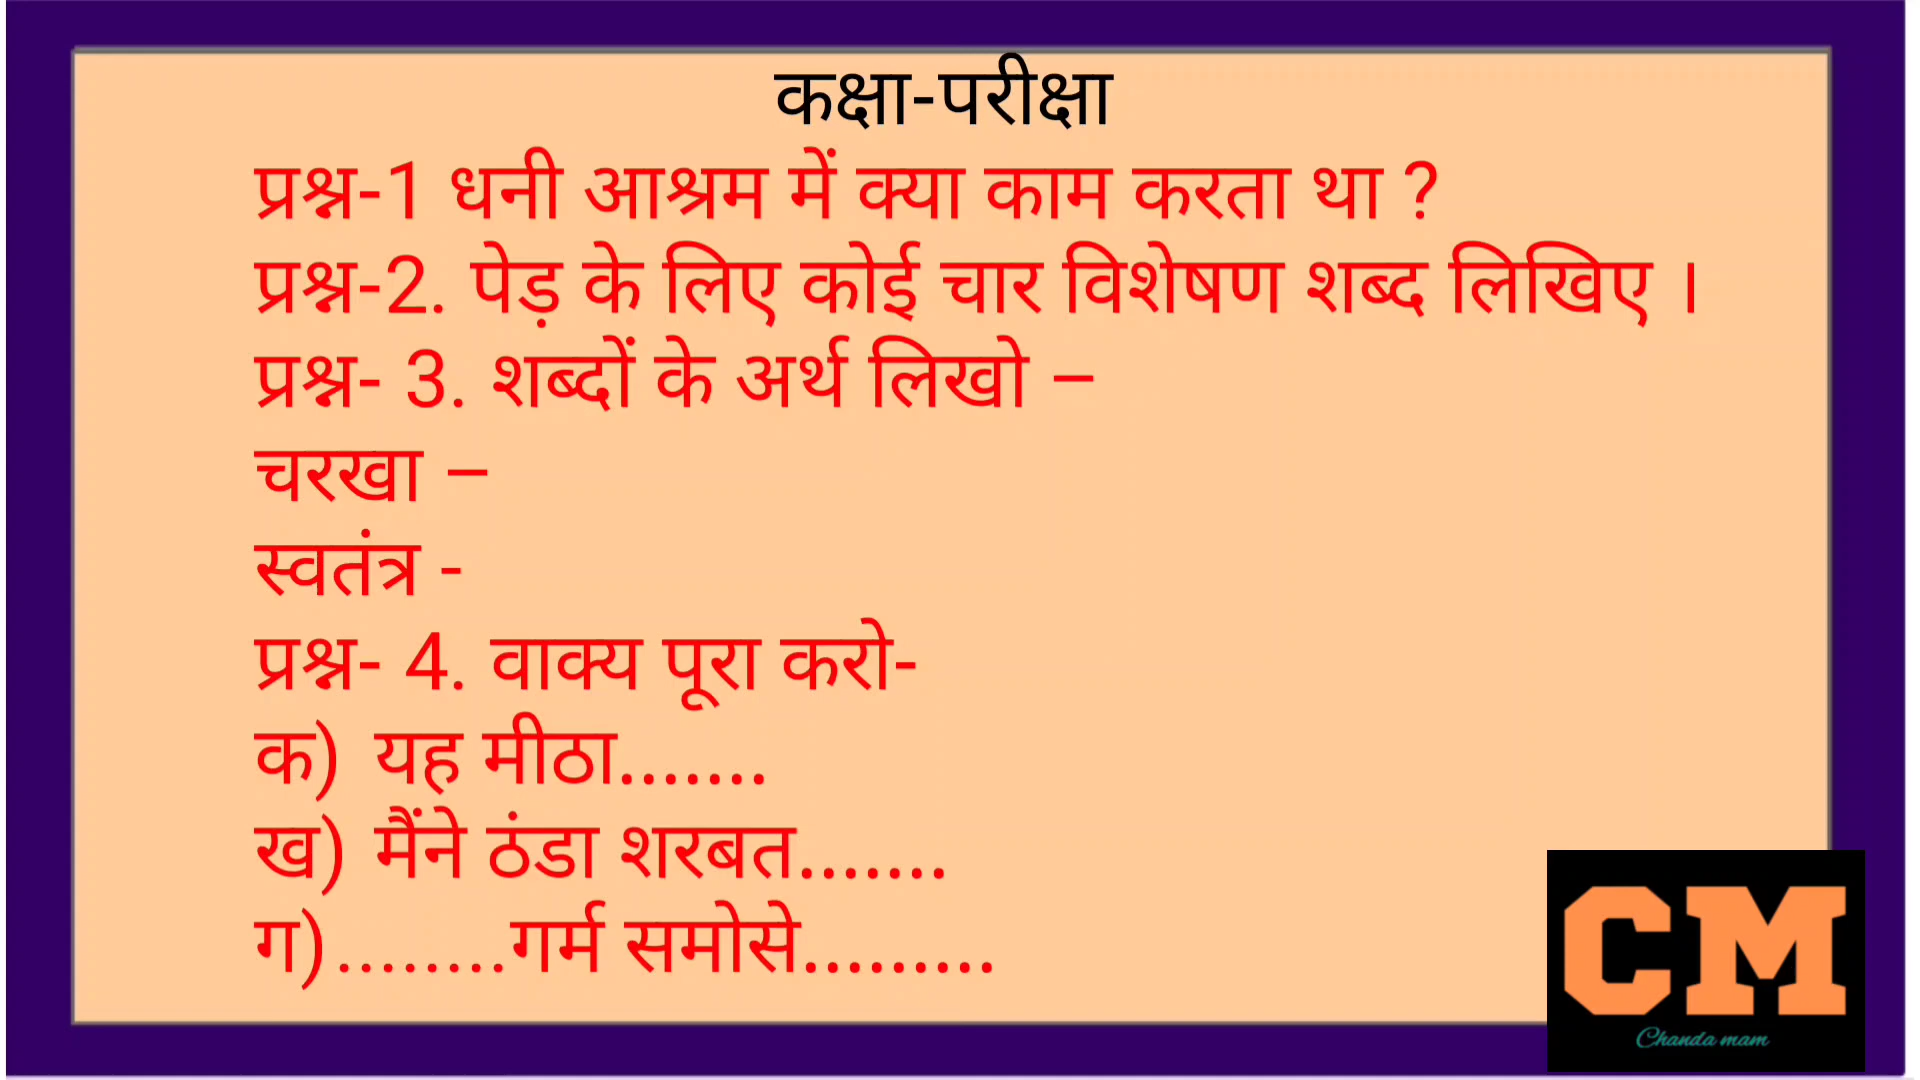 कक्षा-परीक्षा
प्रश्न-1 धनी आश्रम में क्या काम करता था ?
प्रश्न-2. पेड़ के लिए कोई चार विशेषण शब्द लिखिए ।
प्रश्न- 3. शब्दों के अर्थ लिखो –
चरखा –
स्वतंत्र -
प्रश्न- 4. वाक्य पूरा करो-
क) यह मीठा.......
ख) मैंने ठंडा शरबत.......
ग)........गर्म समोसे.........
CM
Chanda mam